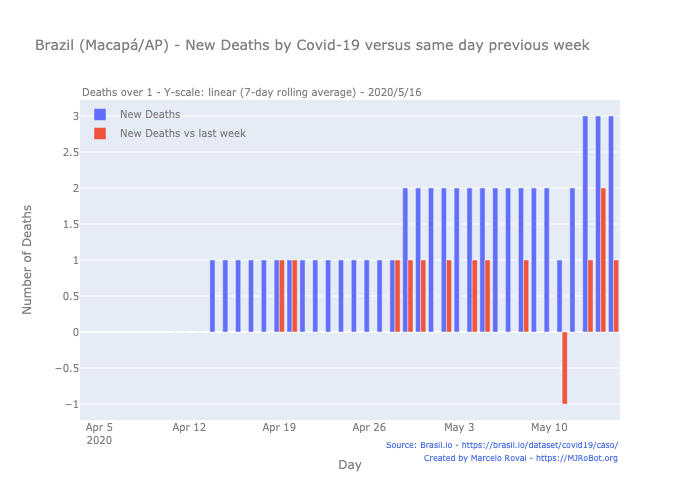 Brazil (Macapá/AP) - New Deaths by Covid-19 versus same day previous week
Deaths over 1 - Y-scale: linear (7-day rolling average) - 2020/5/16
New Deaths
New Deaths vs last week
3
2.5
2
1.5
1
0.5
0
−0.5
−1
Number of Deaths
Apr 5 Apr 12 Apr 19 Apr 26 May 3 May 10
2020
Source: Brasil.io - https://brasil.io/dataset/covid19/caso/
Created by Marcelo Rovai - https://MJRoBot.org
Day